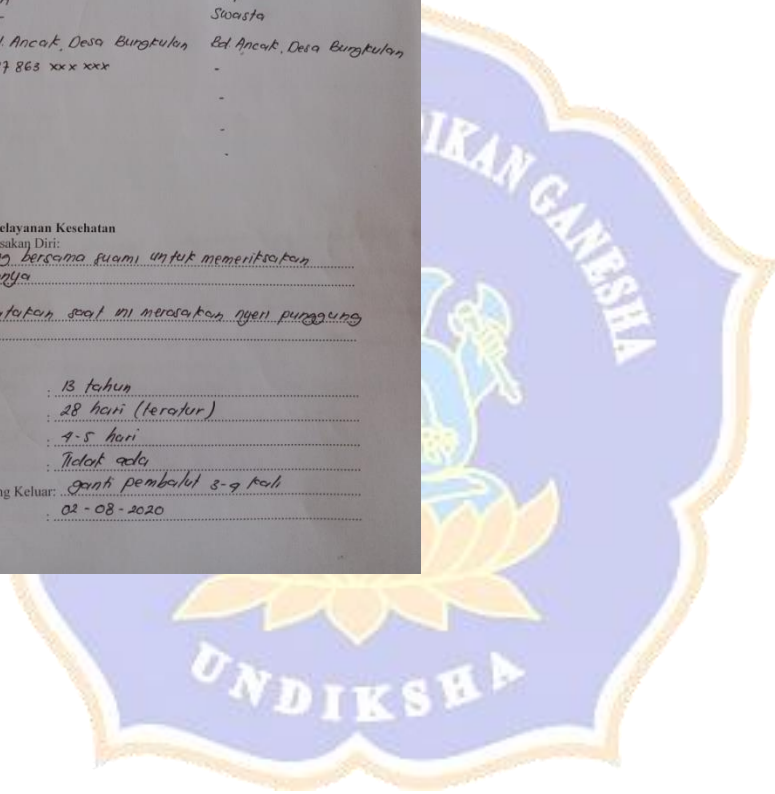 Swasta
. Ancak, Desa Bungkulan Bd. Ancak, Desa Bungkulan
7 863 xxx xxx -
-
-
-
elayanan Kesehatan
sakan Diri:
bersama suami untuk memeriksakan
nya
takan saat ini merasakan nyeri punggung
: 13 tahun
: 28 hari (teratur)
: 4-5 hari
: Tidak ada
ng Keluar: ganti pembalut 3-4 kali
: 02-08-2020
DIKAN GANESHA
UNDIKSHA